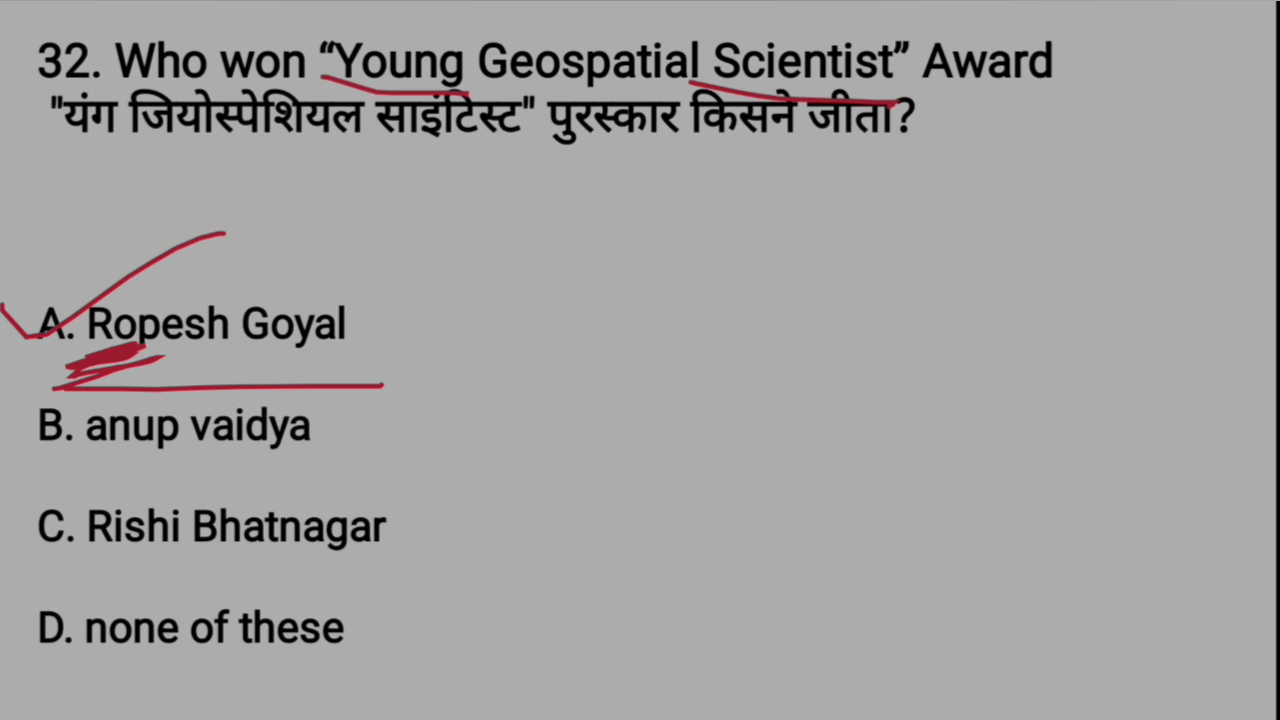 32. Who won “Young Geospatial Scientist” Award
"यंग जियोस्पेशियल साइंटिस्ट" पुरस्कार किसने जीता?
A. Ropesh Goyal
B. anup vaidya
C. Rishi Bhatnagar
D. none of these